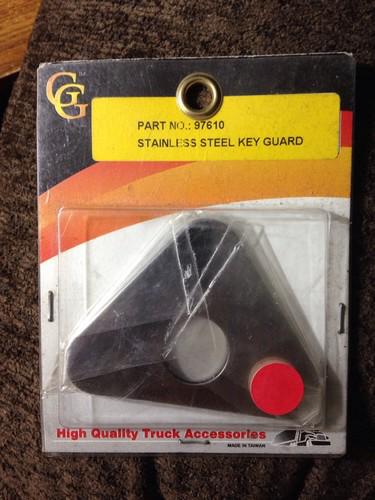 GG
PART NO.: 97610
STAINLESS STEEL KEY GUARD
High Quality Truck Accessories
MADE IN TAIWAN